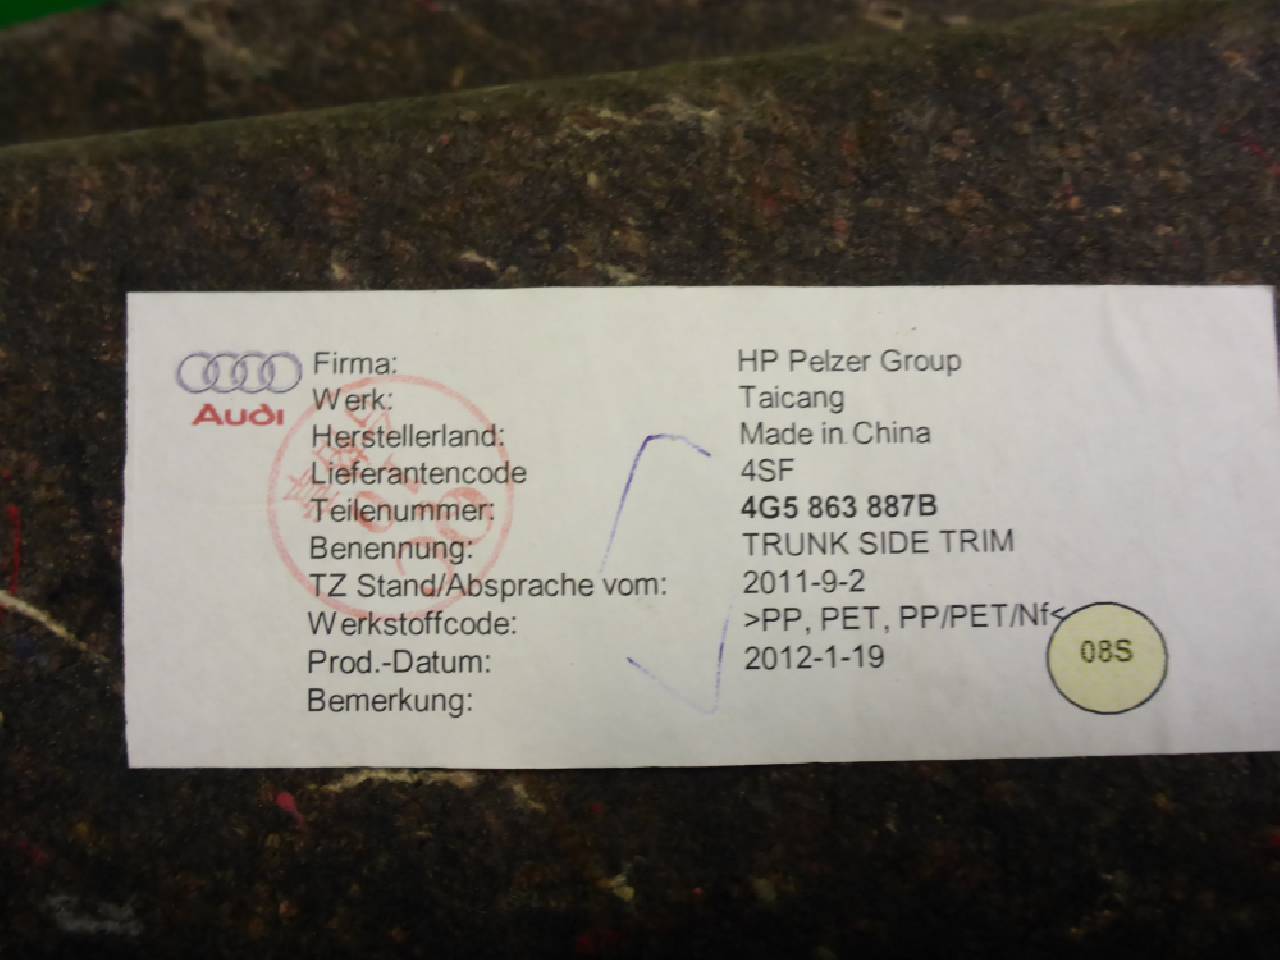 Audi
Firma: HP Pelzer Group
Werk: Taicang
Herstellerland: Made in China
Lieferantencode 4SF
Teilenummer: 4G5 863 887B
Benennung: TRUNK SIDE TRIM
TZ Stand/Absprache vom: 2011-9-2
Werkstoffcode: >PP, PET, PP/PET/Nf<
Prod.-Datum: 2012-1-19
Bemerkung:
08S